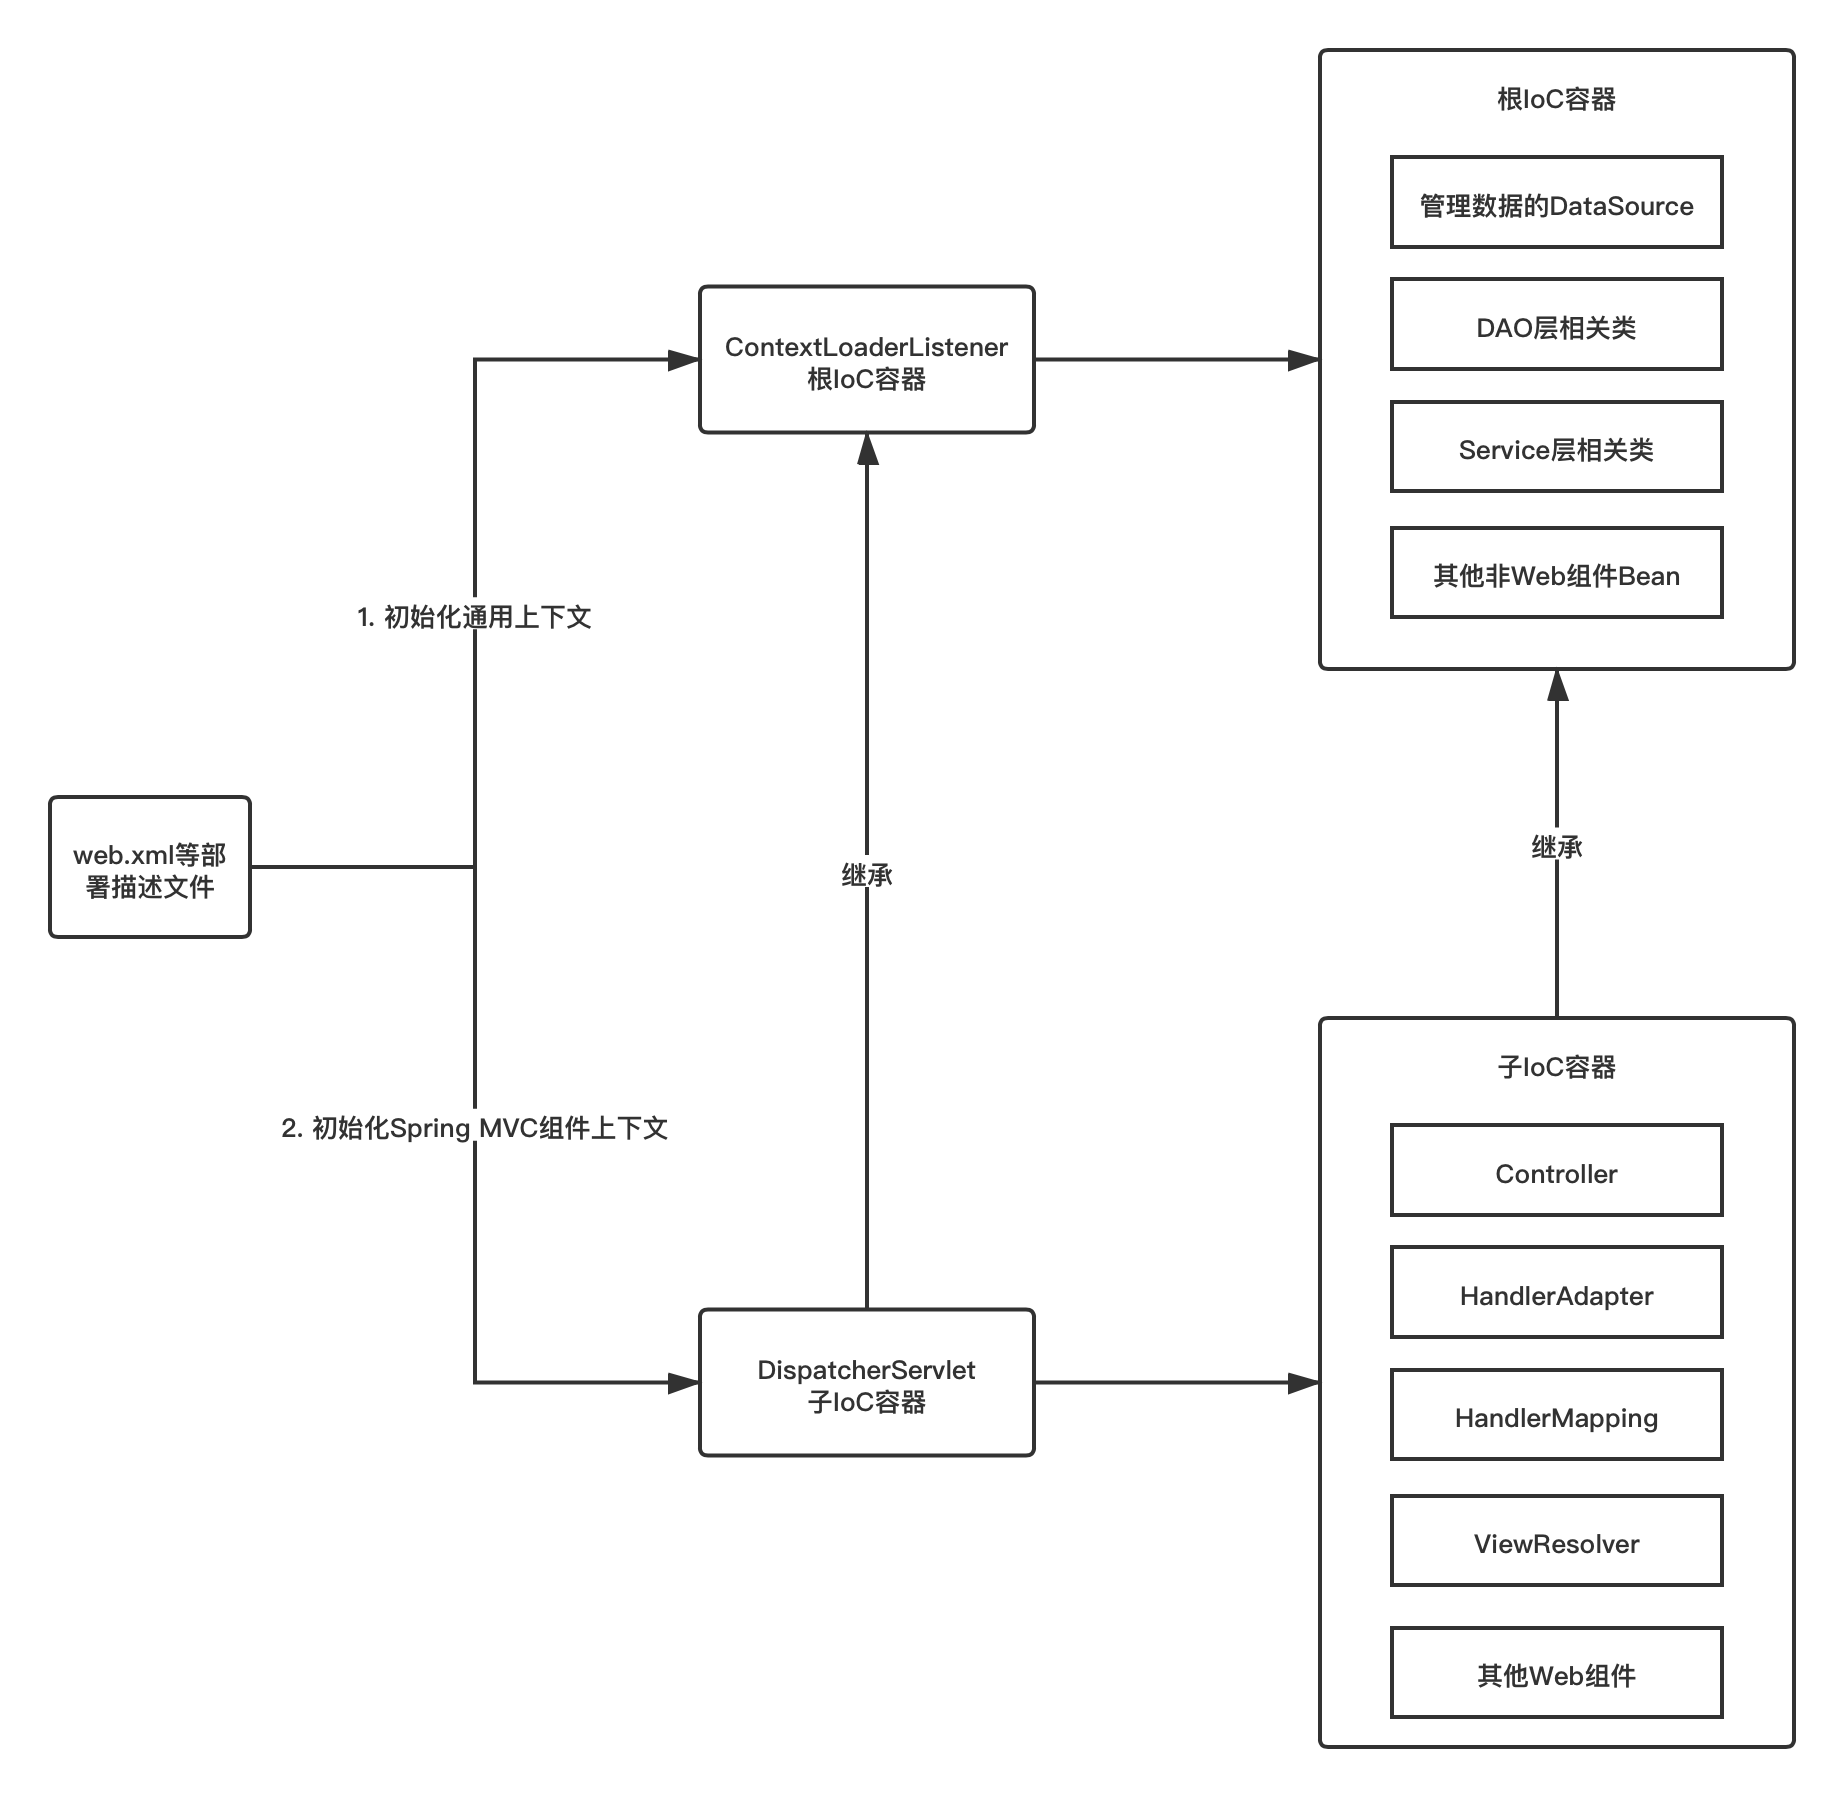 根IoC容器
管理数据的DataSource
DAO层相关类
Service层相关类
其他非Web组件Bean
ContextLoaderListener
根IoC容器
1. 初始化通用上下文
web.xml等部
署描述文件
继承
继承
2. 初始化Spring MVC组件上下文
DispatcherServlet
子IoC容器
子IoC容器
Controller
HandlerAdapter
HandlerMapping
ViewResolver
其他Web组件